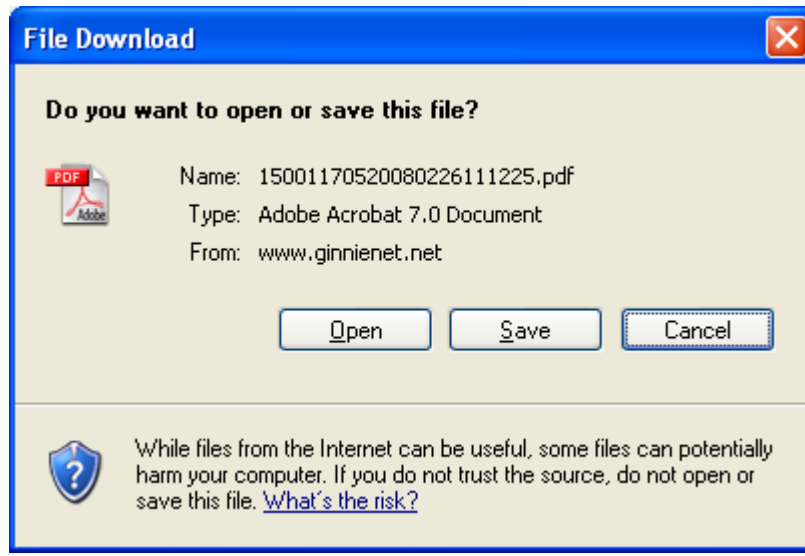 File Download
Do you want to open or save this file?
PDF
Adobe
Name: 15001170520080226111225.pdf
Type: Adobe Acrobat 7.0 Document
From: www.ginnienet.net
Open Save Cancel
?
While files from the Internet can be useful, some files can potentially
harm your computer. If you do not trust the source, do not open or
save this file. What's the risk?